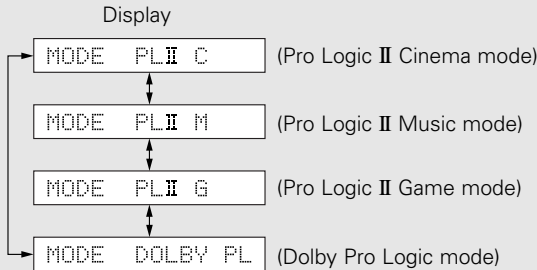 Display
MODE PLⅡ C (Pro Logic Ⅱ Cinema mode)
MODE PLⅡ M (Pro Logic Ⅱ Music mode)
MODE PLⅡ G (Pro Logic Ⅱ Game mode)
MODE DOLBY PL (Dolby Pro Logic mode)